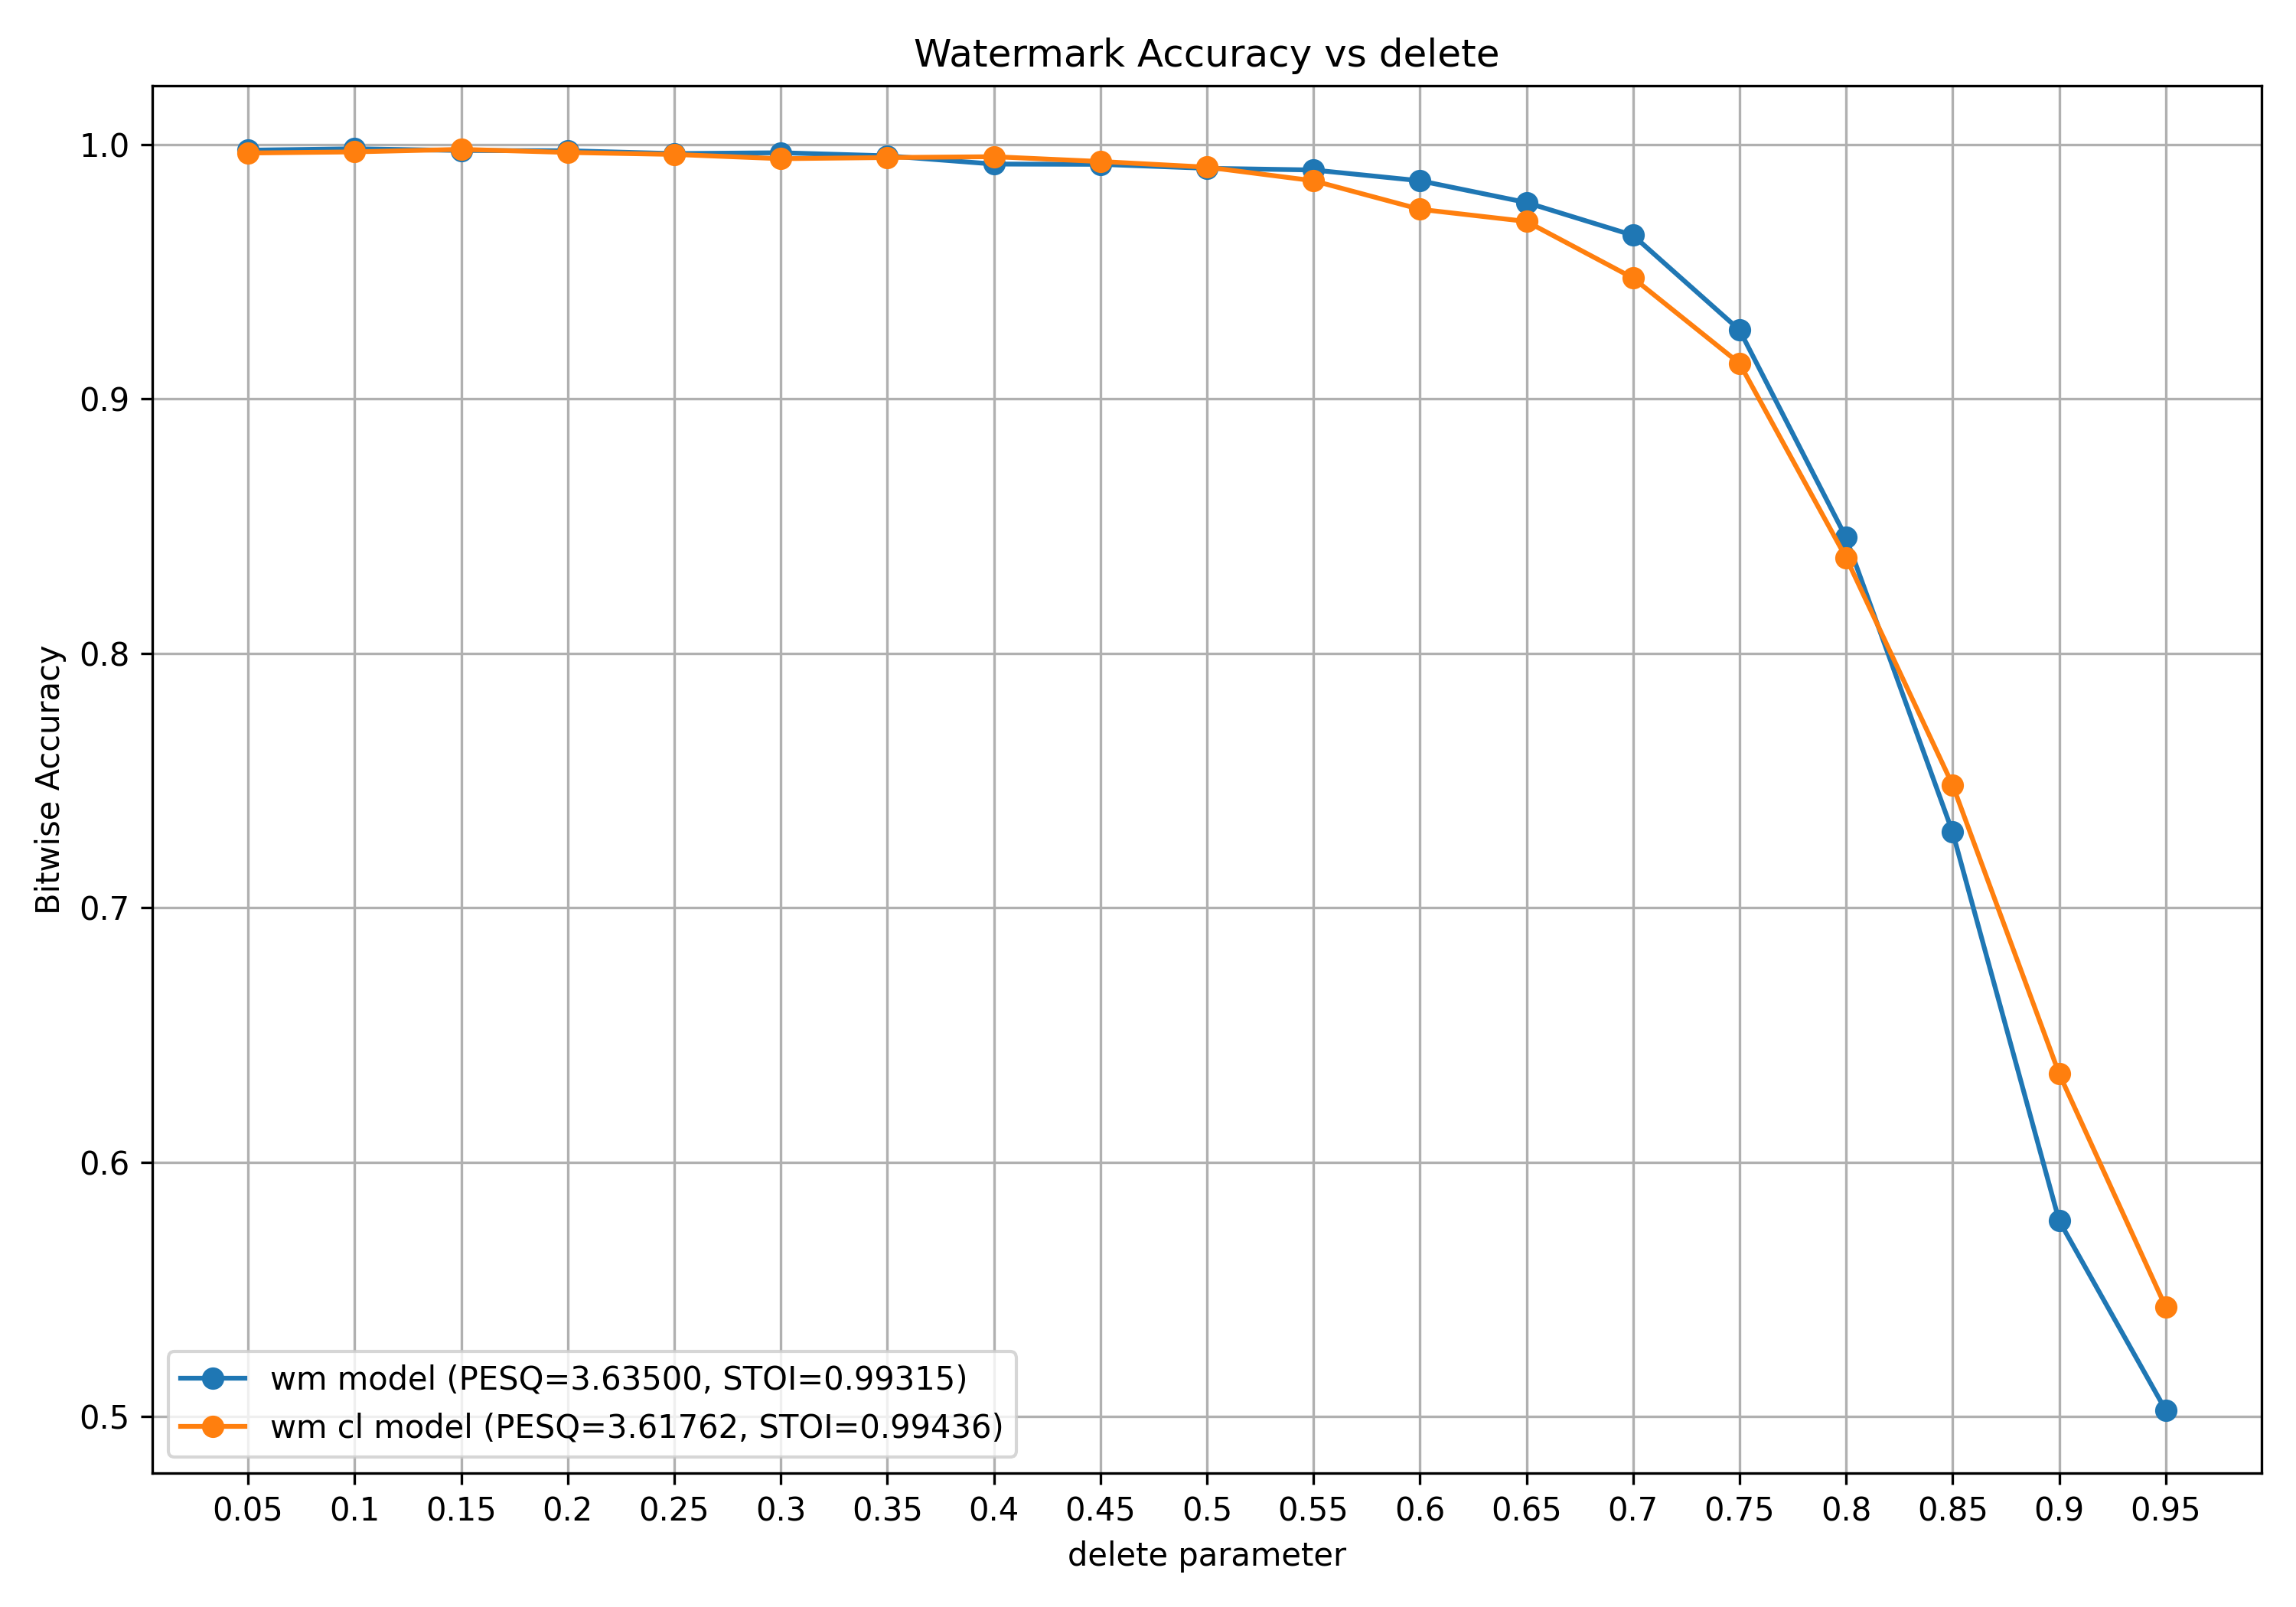 Watermark Accuracy vs delete
1.0
0.9
0.8
0.7
0.6
0.5
Bitwise Accuracy
wm model (PESQ=3.63500, STOI=0.99315)
wm cl model (PESQ=3.61762, STOI=0.99436)
0.05 0.1 0.15 0.2 0.25 0.3 0.35 0.4 0.45 0.5 0.55 0.6 0.65 0.7 0.75 0.8 0.85 0.9 0.95
delete parameter